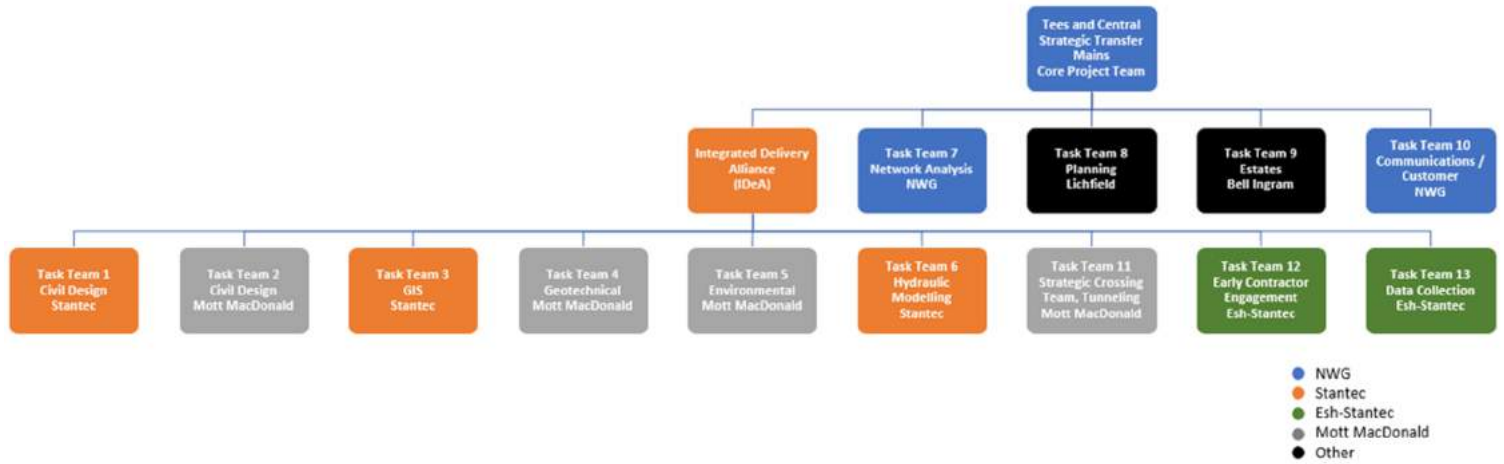 Tees and Central
Strategic Transfer
Mains
Core Project Team
Integrated Delivery
Alliance
(IDeA)
Task Team 7
Network Analysis
NWG
Task Team 8
Planning
Lichfield
Task Team 9
Estates
Bell Ingram
Task Team 10
Communications /
Customer
NWG
Task Team 1
Civil Design
Stantec
Task Team 2
Civil Design
Mott MacDonald
Task Team 3
GIS
Stantec
Task Team 4
Geotechnical
Mott MacDonald
Task Team 5
Environmental
Mott MacDonald
Task Team 6
Hydraulic
Modelling
Stantec
Task Team 11
Strategic Crossing
Team, Tunneling
Mott MacDonald
Task Team 12
Early Contractor
Engagement
Esh-Stantec
Task Team 13
Data Collection
Esh-Stantec
NWG
Stantec
Esh-Stantec
Mott MacDonald
Other